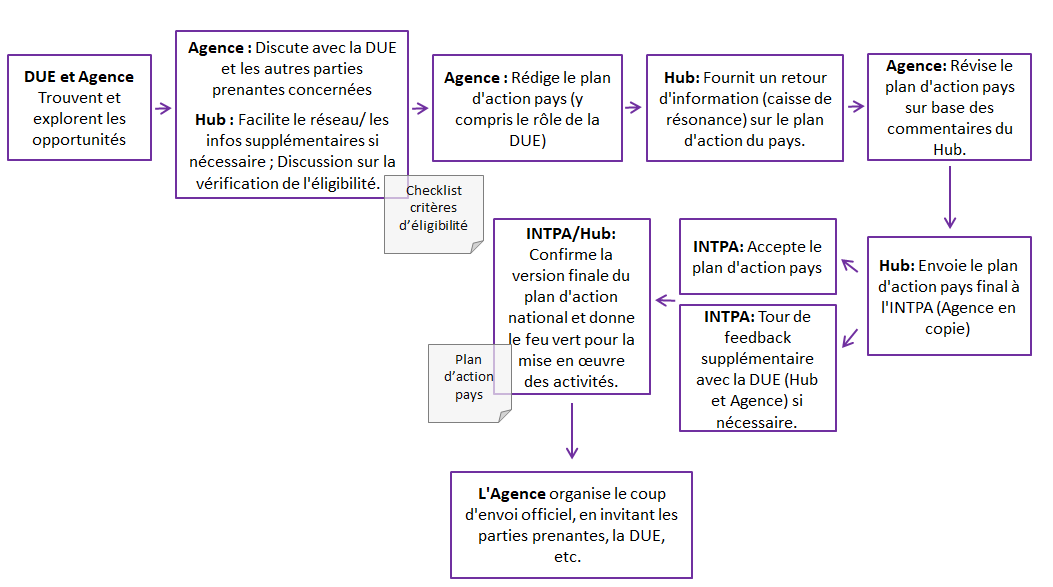 DUE et Agence
Trouvent et
explorent les
opportunités
Agence : Discute avec la DUE
et les autres parties
prenantes concernées
Hub : Facilite le réseau/ les
infos supplémentaires si
nécessaire ; Discussion sur la
vérification de l'éligibilité.
Checklist
critères
d'éligibilité
Agence : Rédige le plan
d'action pays (y
compris le rôle de la
DUE)
Hub: Fournit un retour
d'information (caisse de
résonance) sur le plan
d'action du pays.
Agence: Révise le
plan d'action pays
sur base des
commentaires du
Hub.
Hub: Envoie le plan
d'action pays final à
l'INTPA (Agence en
copie)
INTPA: Accepte le
plan d'action pays
INTPA: Tour de
feedback
supplémentaire
avec la DUE (Hub
et Agence) si
nécessaire.
INTPA/Hub:
Confirme la
version finale du
plan d'action
national et donne
le feu vert pour la
mise en œuvre
des activités.
Plan
d'action
pays
L'Agence organise le coup
d'envoi officiel, en invitant les
parties prenantes, la DUE,
etc.